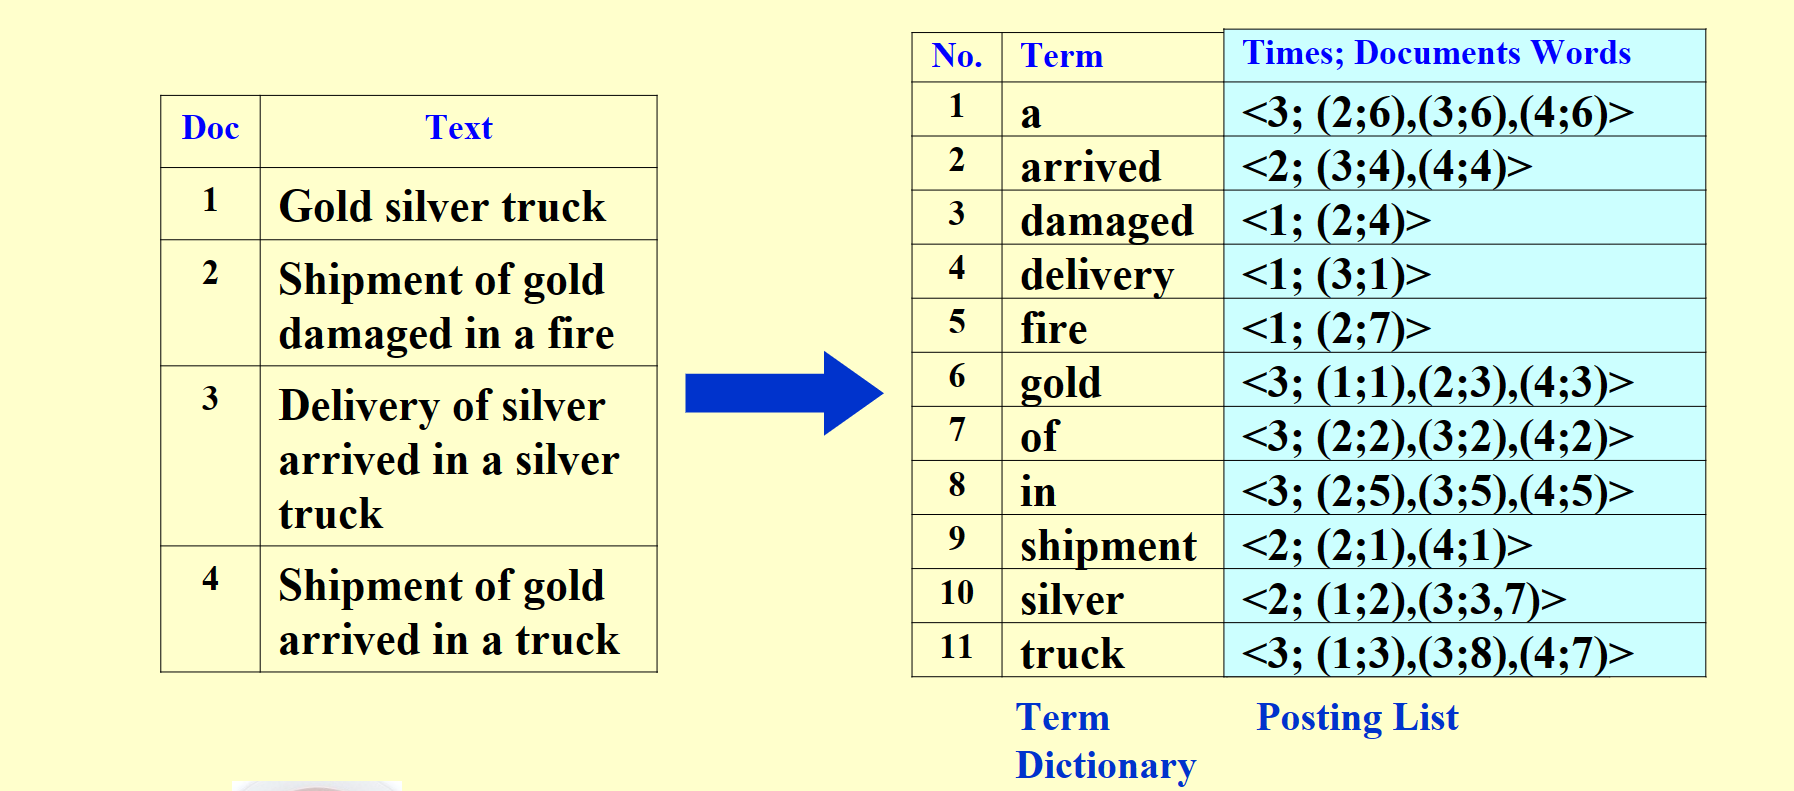 Doc Text
1 Gold silver truck
2 Shipment of gold
damaged in a fire
3 Delivery of silver
arrived in a silver
truck
4 Shipment of gold
arrived in a truck
No. Term Times; Documents Words
1 a <3; (2;6),(3;6),(4;6)>
2 arrived <2; (3;4),(4;4)>
3 damaged <1; (2;4)>
4 delivery <1; (3;1)>
5 fire <1; (2;7)>
6 gold <3; (1;1),(2;3),(4;3)>
7 of <3; (2;2),(3;2),(4;2)>
8 in <3; (2;5),(3;5),(4;5)>
9 shipment <2; (2;1),(4;1)>
10 silver <2; (1;2),(3;3,7)>
11 truck <3; (1;3),(3;8),(4;7)>
Term Posting List
Dictionary